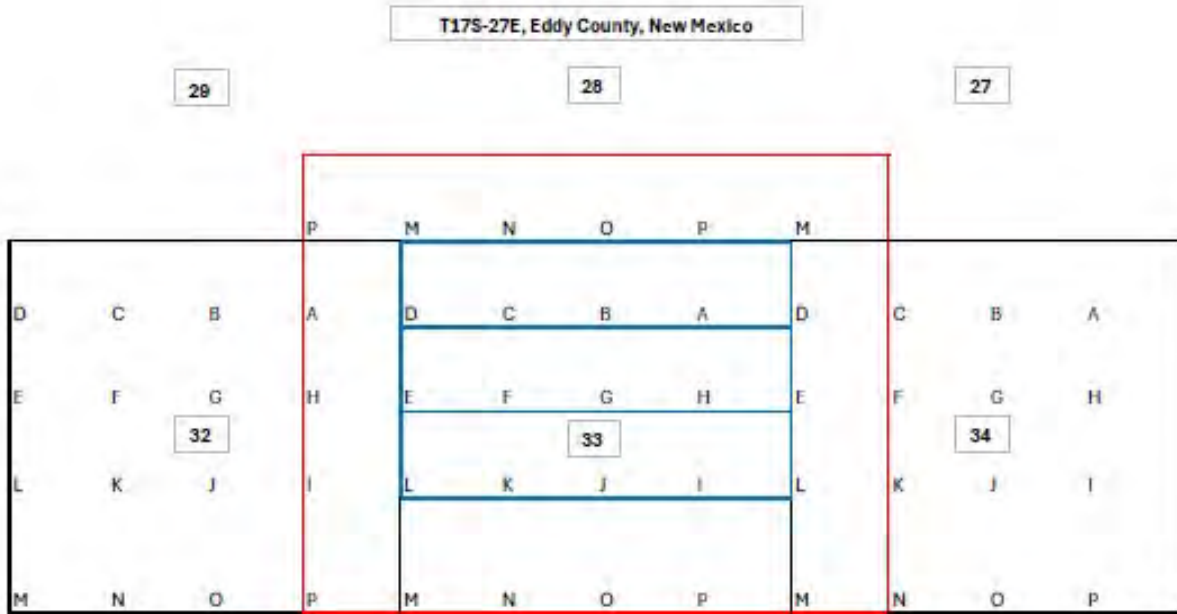 T17S-27E, Eddy County, New Mexico
29 28 27
P M N O P M
D C B A D C B A D C B A
E F G H E F G H E F G H
32 33 34
L K J I L K J I L K J I
M N O P M N O P M N O P